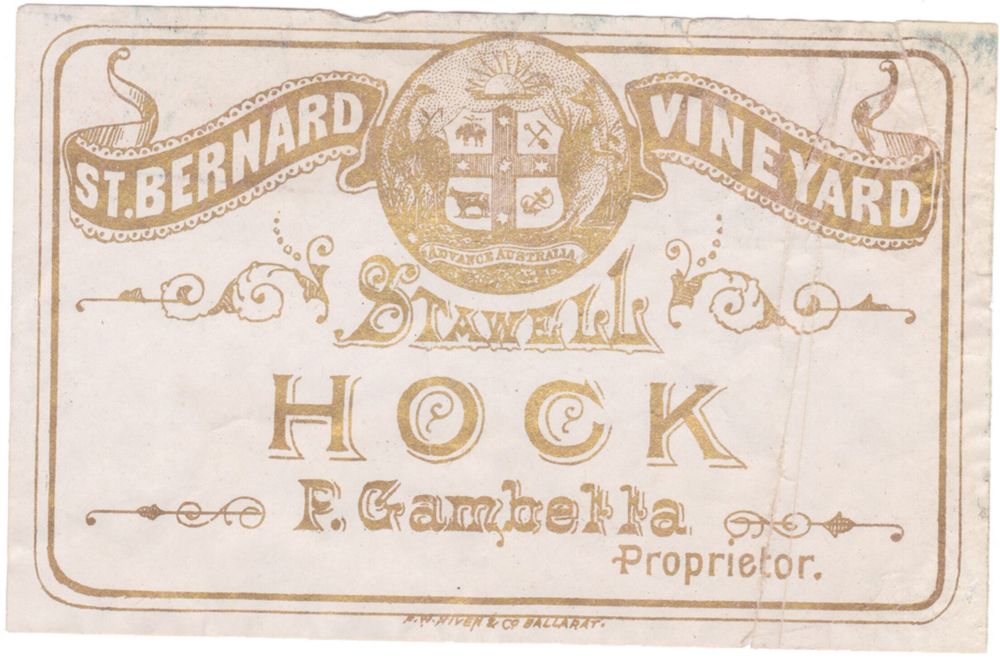 ST. BERNARD VINEYARD
ADVANCE AUSTRALIA
STAWELL
HOCK
F. Gambetta
Proprietor.
F. W. NIVEN & CO BALLARAT.